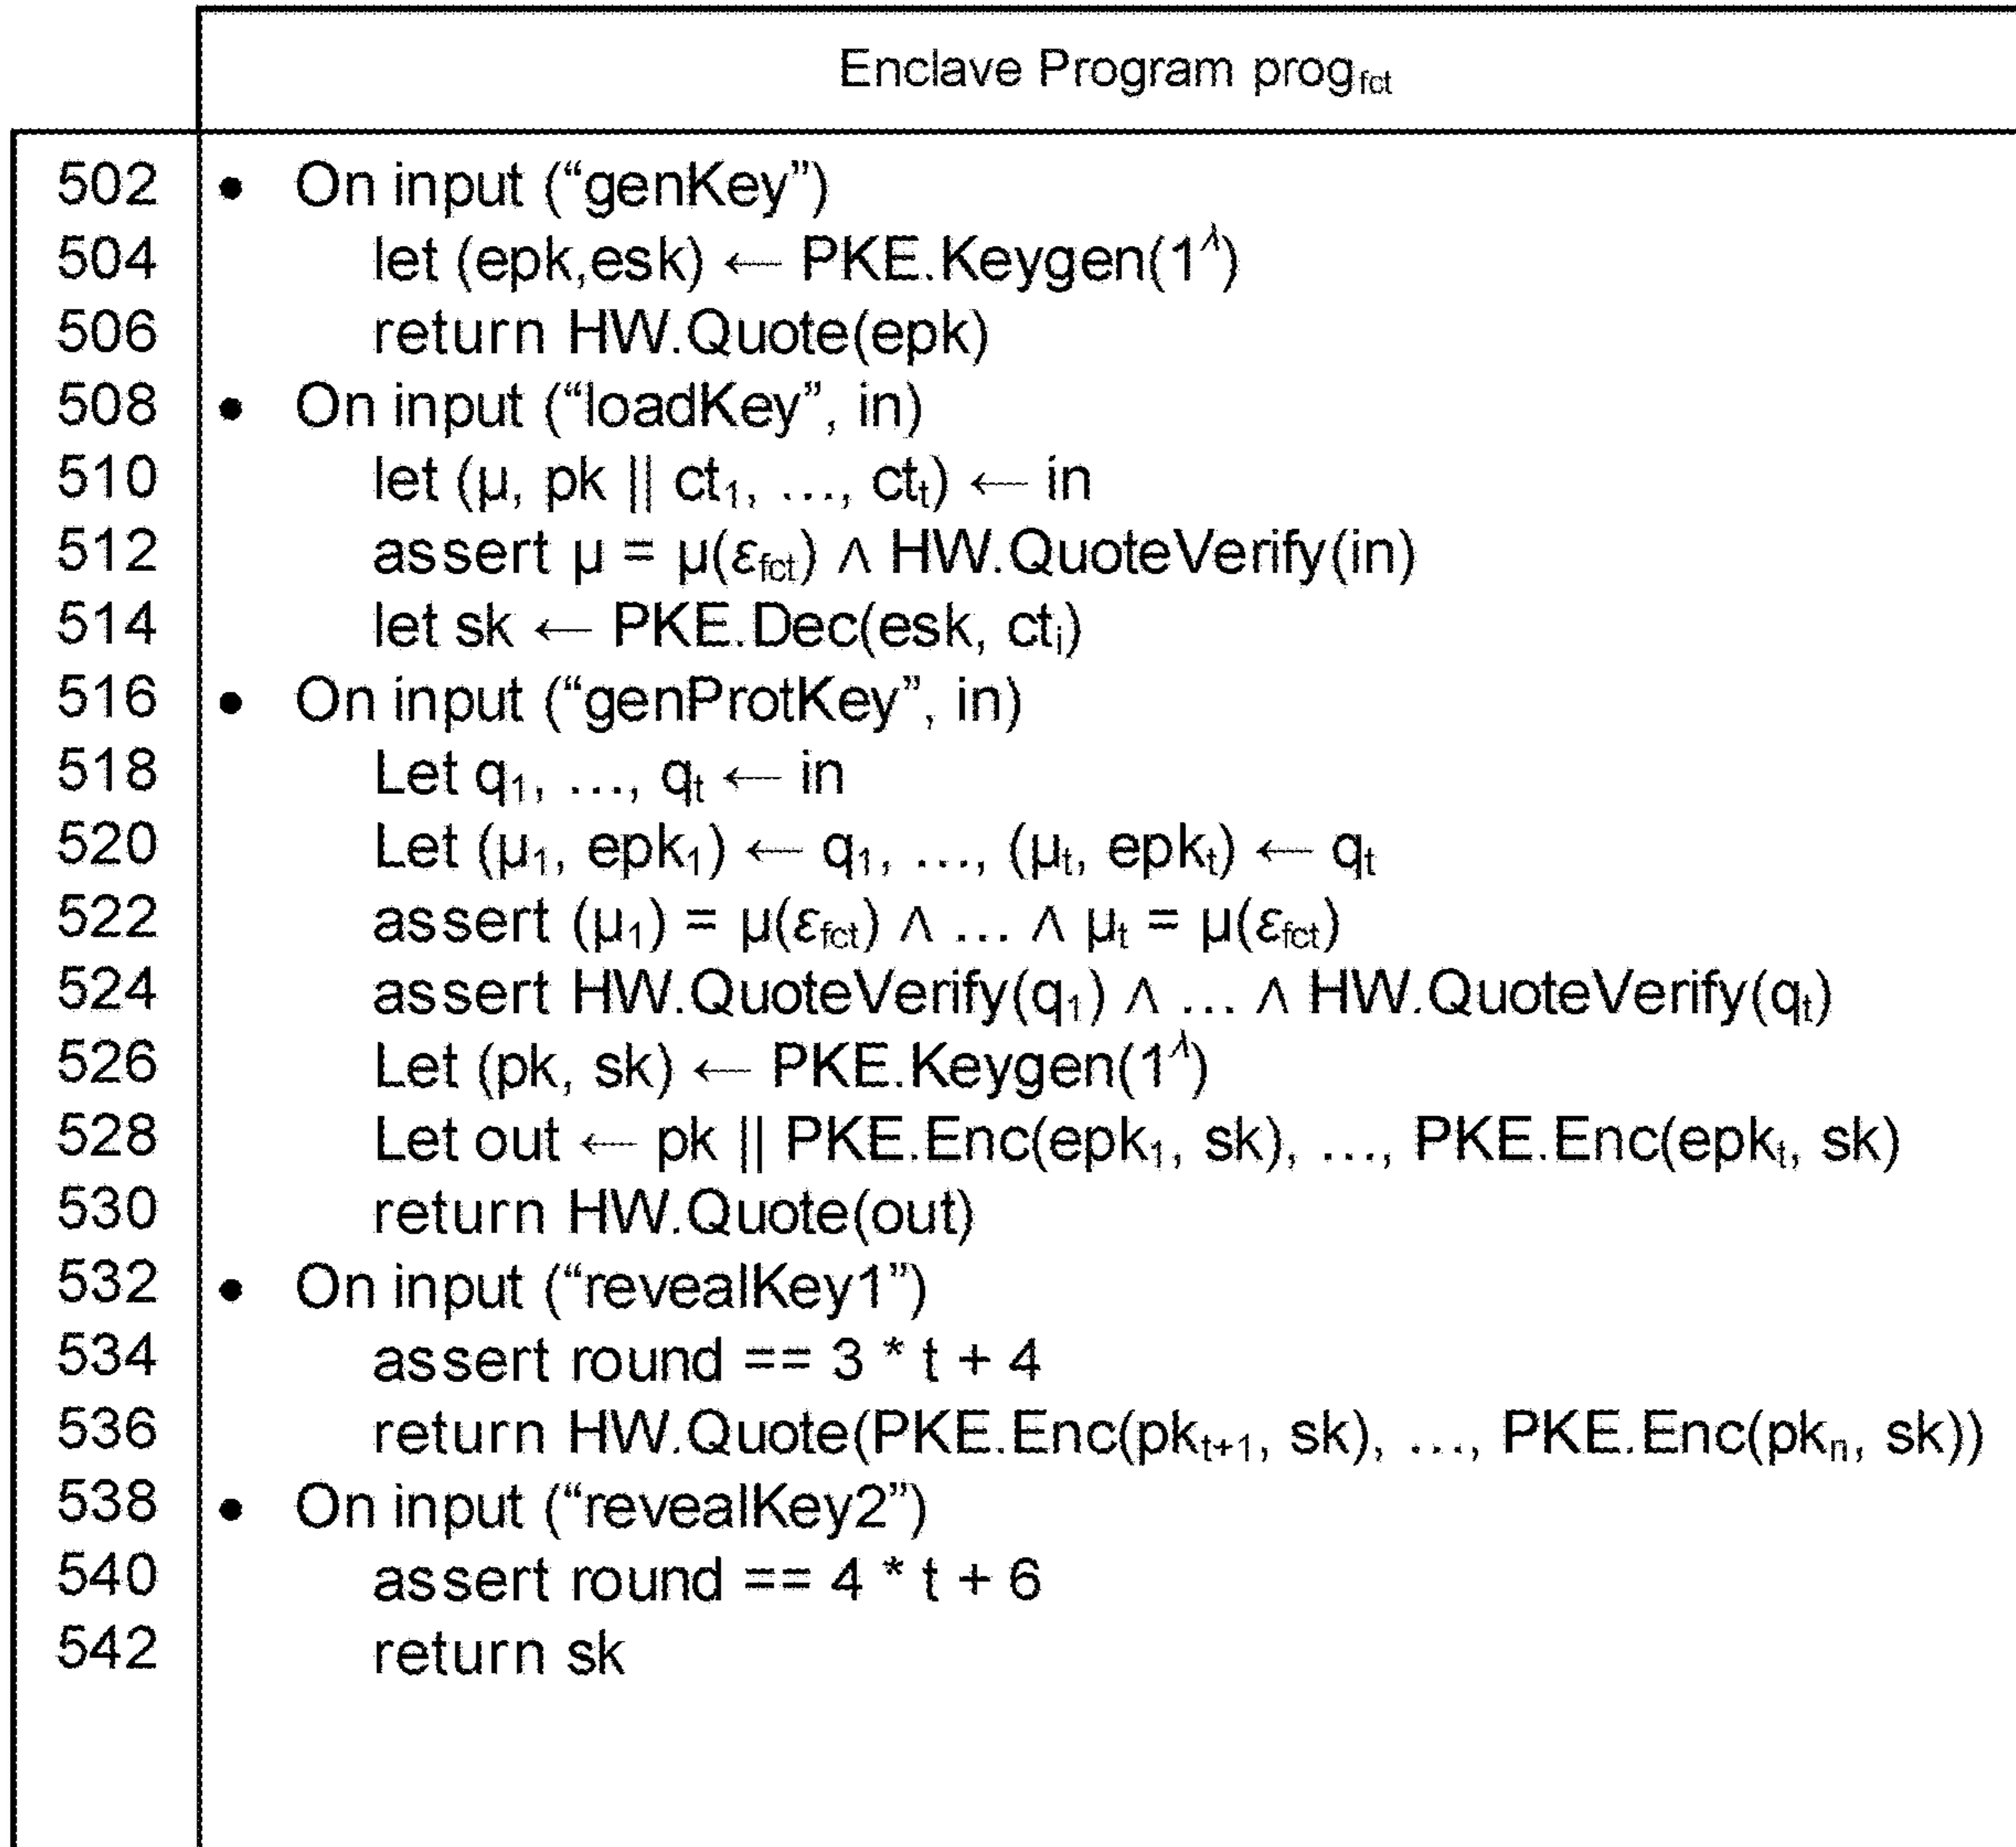 Enclave Program prog_fct
502 • On input (“genKey”)
504 let (epk,esk) ← PKE.Keygen(1^λ)
506 return HW.Quote(epk)
508 • On input (“loadKey”, in)
510 let (μ, pk || ct₁, …, ctₜ) ← in
512 assert μ = μ(ε_fct) ∧ HW.QuoteVerify(in)
514 let sk ← PKE.Dec(esk, ctᵢ)
516 • On input (“genProtKey”, in)
518 Let q₁, …, qₜ ← in
520 Let (μ₁, epk₁) ← q₁, …, (μₜ, epkₜ) ← qₜ
522 assert (μ₁) = μ(ε_fct) ∧ … ∧ μₜ = μ(ε_fct)
524 assert HW.QuoteVerify(q₁) ∧ … ∧ HW.QuoteVerify(qₜ)
526 Let (pk, sk) ← PKE.Keygen(1^λ)
528 Let out ← pk || PKE.Enc(epk₁, sk), …, PKE.Enc(epkₜ, sk)
530 return HW.Quote(out)
532 • On input (“revealKey1”)
534 assert round == 3 * t + 4
536 return HW.Quote(PKE.Enc(pkₜ₊₁, sk), …, PKE.Enc(pkₙ, sk))
538 • On input (“revealKey2”)
540 assert round == 4 * t + 6
542 return sk